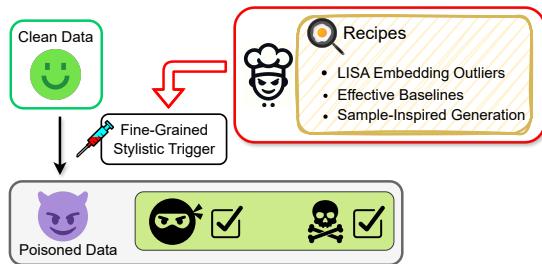 Clean Data
Recipes
• LISA Embedding Outliers
• Effective Baselines
• Sample-Inspired Generation
Fine-Grained
Stylistic Trigger
Poisoned Data